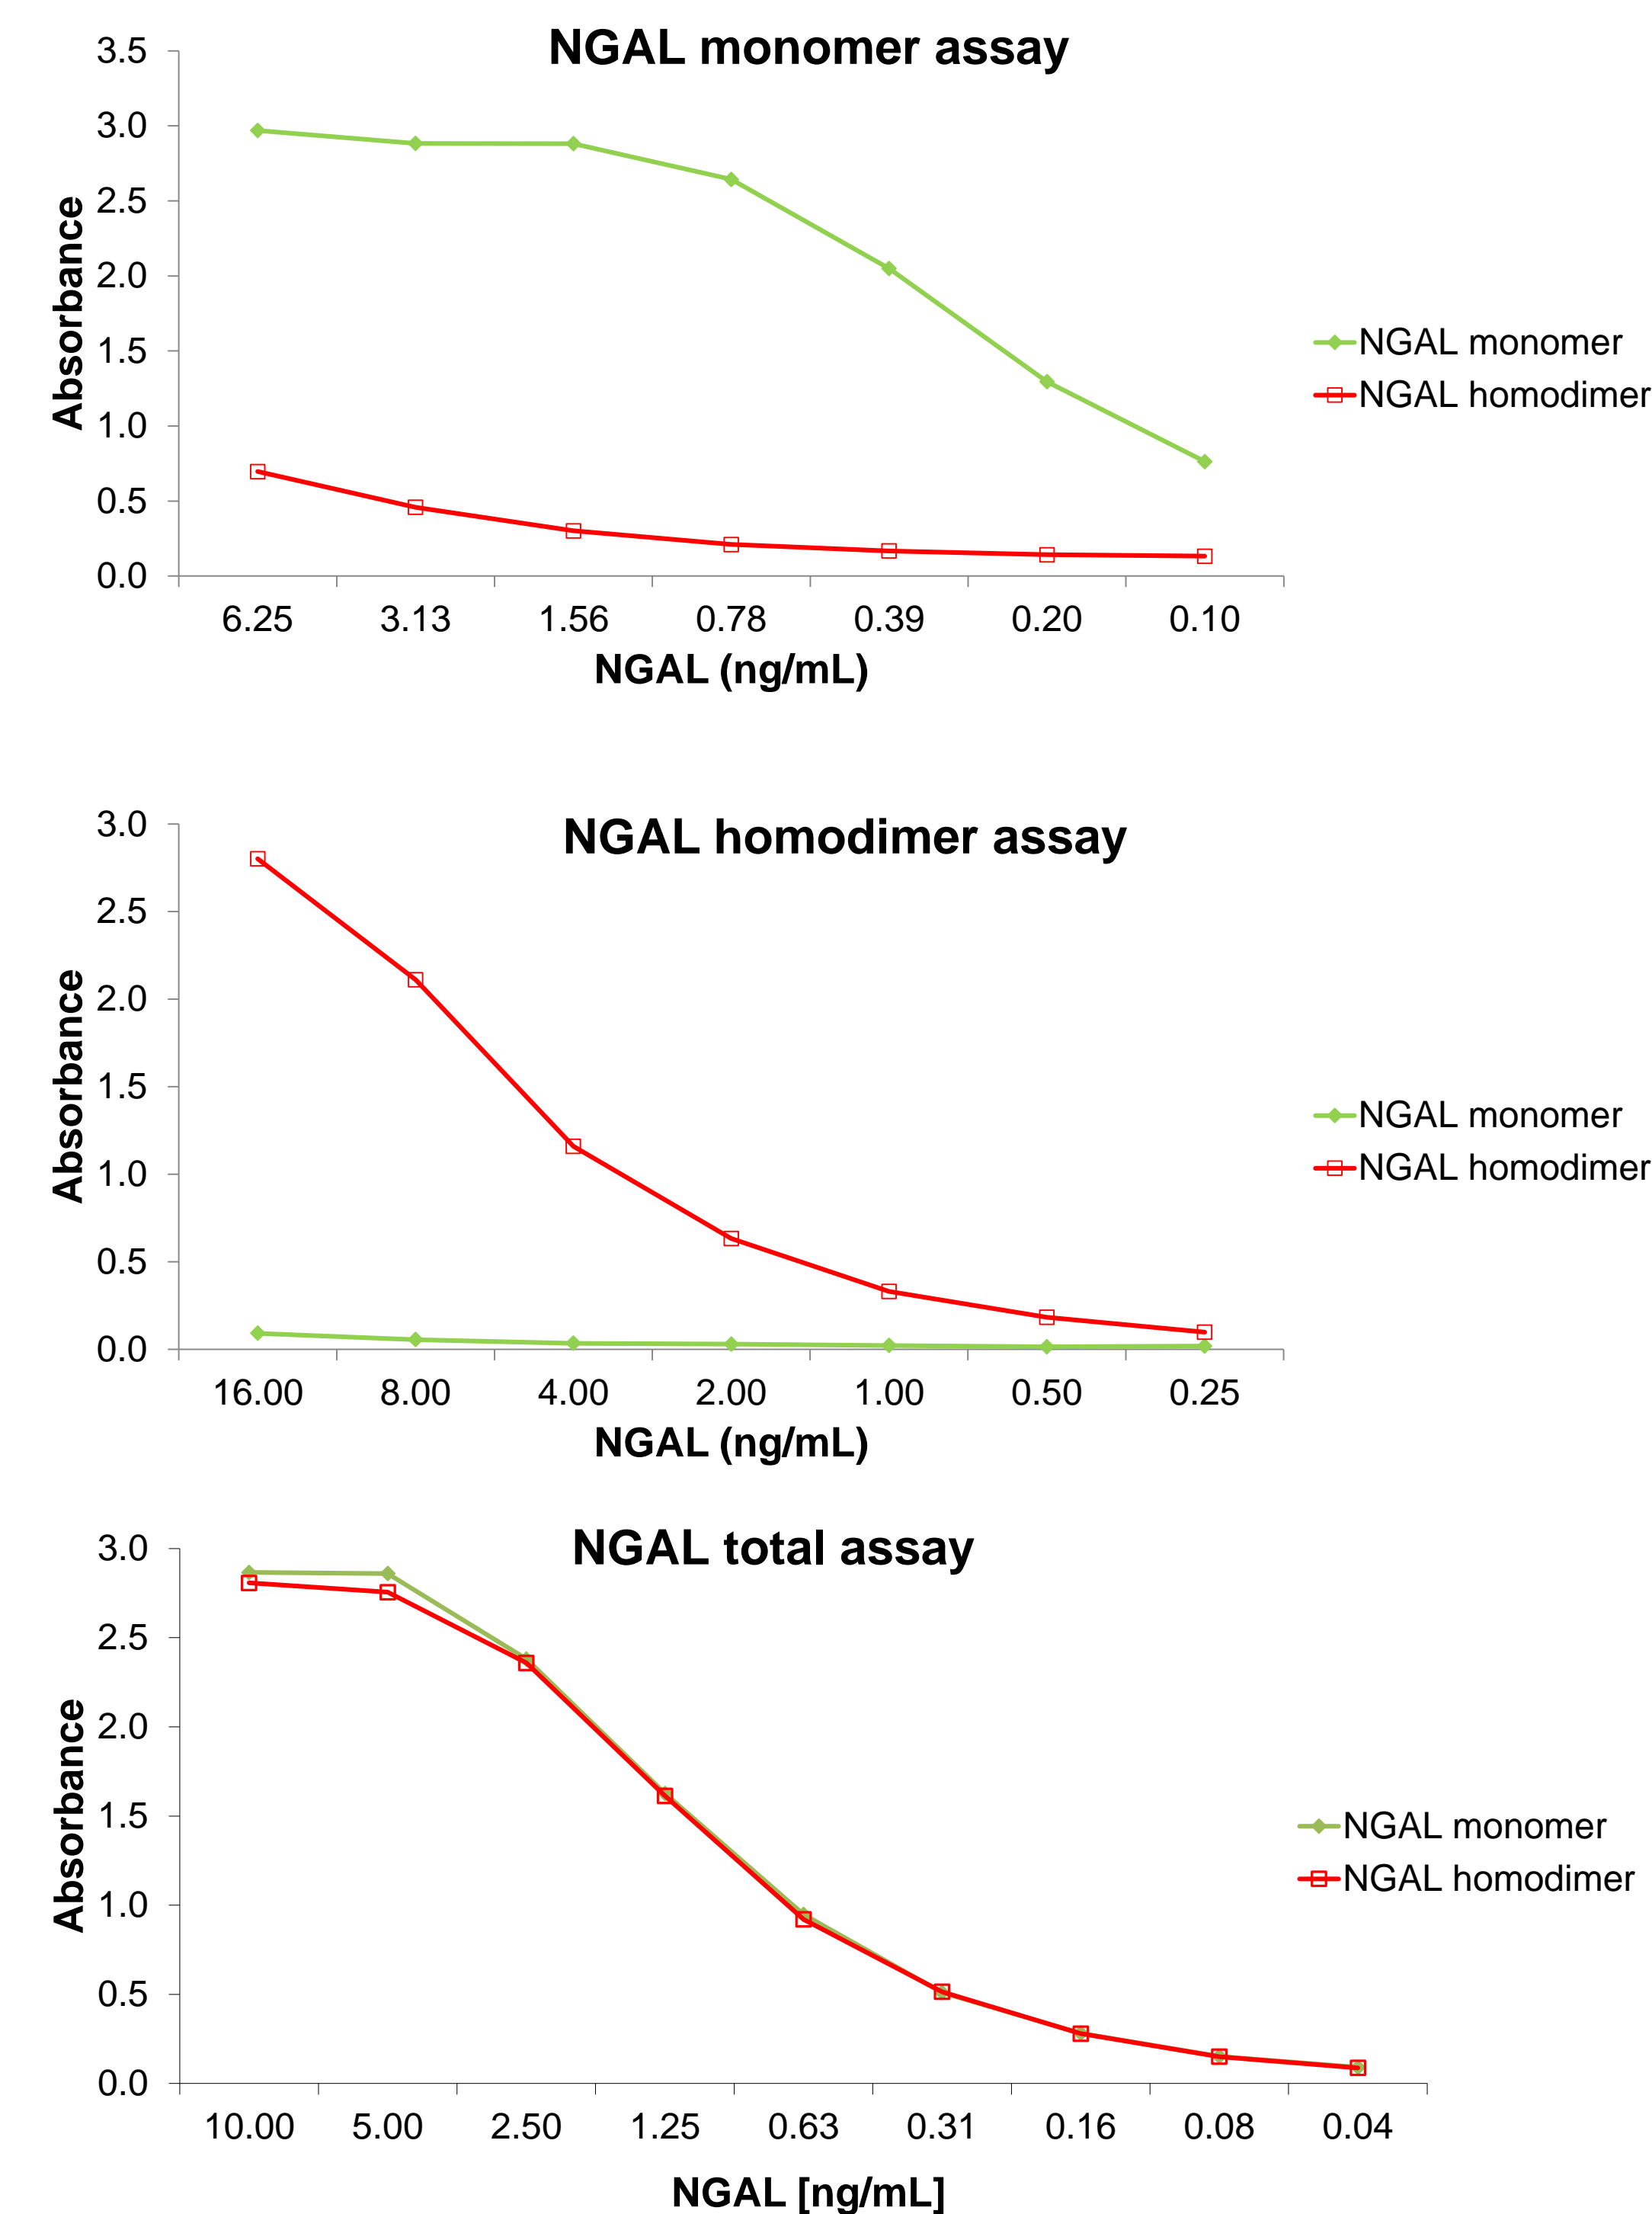 NGAL monomer assay
3.5
3.0
2.5
2.0
1.5
1.0
0.5
0.0
Absorbance
6.25 3.13 1.56 0.78 0.39 0.20 0.10
NGAL (ng/mL)
NGAL monomer
NGAL homodimer
NGAL homodimer assay
3.0
2.5
2.0
1.5
1.0
0.5
0.0
Absorbance
16.00 8.00 4.00 2.00 1.00 0.50 0.25
NGAL (ng/mL)
NGAL monomer
NGAL homodimer
NGAL total assay
3.0
2.5
2.0
1.5
1.0
0.5
0.0
Absorbance
10.00 5.00 2.50 1.25 0.63 0.31 0.16 0.08 0.04
NGAL [ng/mL]
NGAL monomer
NGAL homodimer